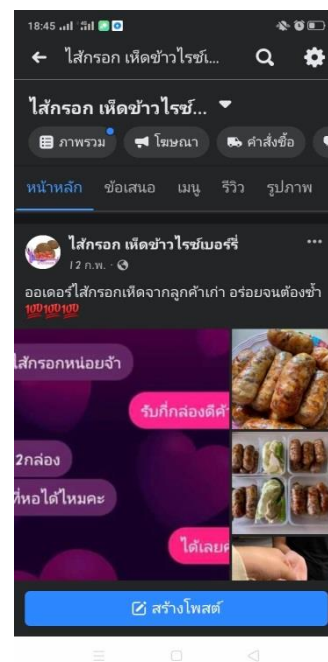 18:45
ไส้กรอก เห็ดข้าวไรซ์เ...
ไส้กรอก เห็ดข้าวไรซ์...
ภาพรวม
โฆษณา
คำสั่งซื้อ
หน้าหลัก ข้อเสนอ เมนู รีวิว รูปภาพ
ไส้กรอก เห็ดข้าวไรซ์เบอร์รี่
12 ก.พ.
ออเดอร์ไส้กรอกเห็ดจากลูกค้าเก่า อร่อยจนต้องซ้ำ
💯💯💯
ไส้กรอกหน่อยจ้า
รับกี่กล่องดีค้
2กล่อง
ที่หอได้ไหมคะ
ได้เลย
สร้างโพสต์